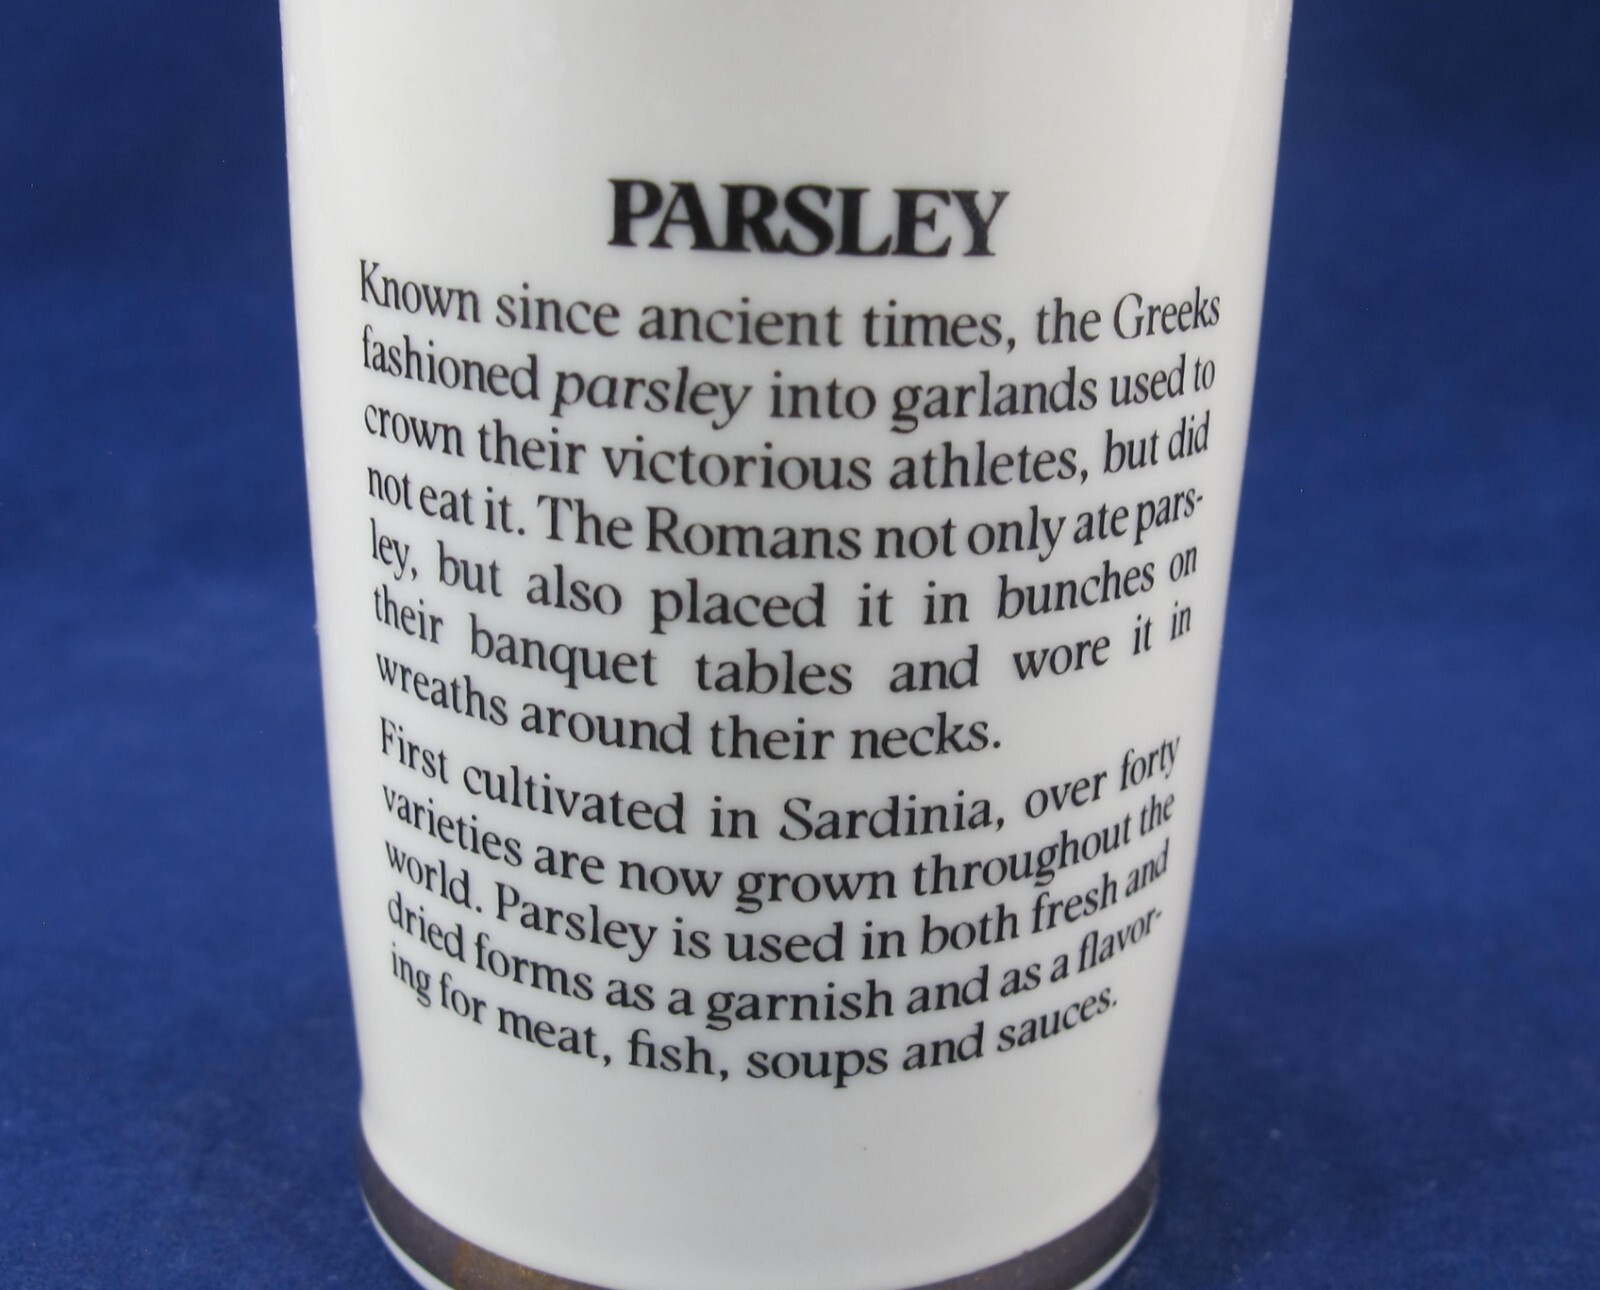 PARSLEY
Known since ancient times, the Greeks
fashioned parsley into garlands used to
crown their victorious athletes, but did
not eat it. The Romans not only ate pars-
ley, but also placed it in bunches on
their banquet tables and wore it in
wreaths around their necks.
First cultivated in Sardinia, over forty
varieties are now grown throughout the
world. Parsley is used in both fresh and
dried forms as a garnish and as a flavor-
ing for meat, fish, soups and sauces.